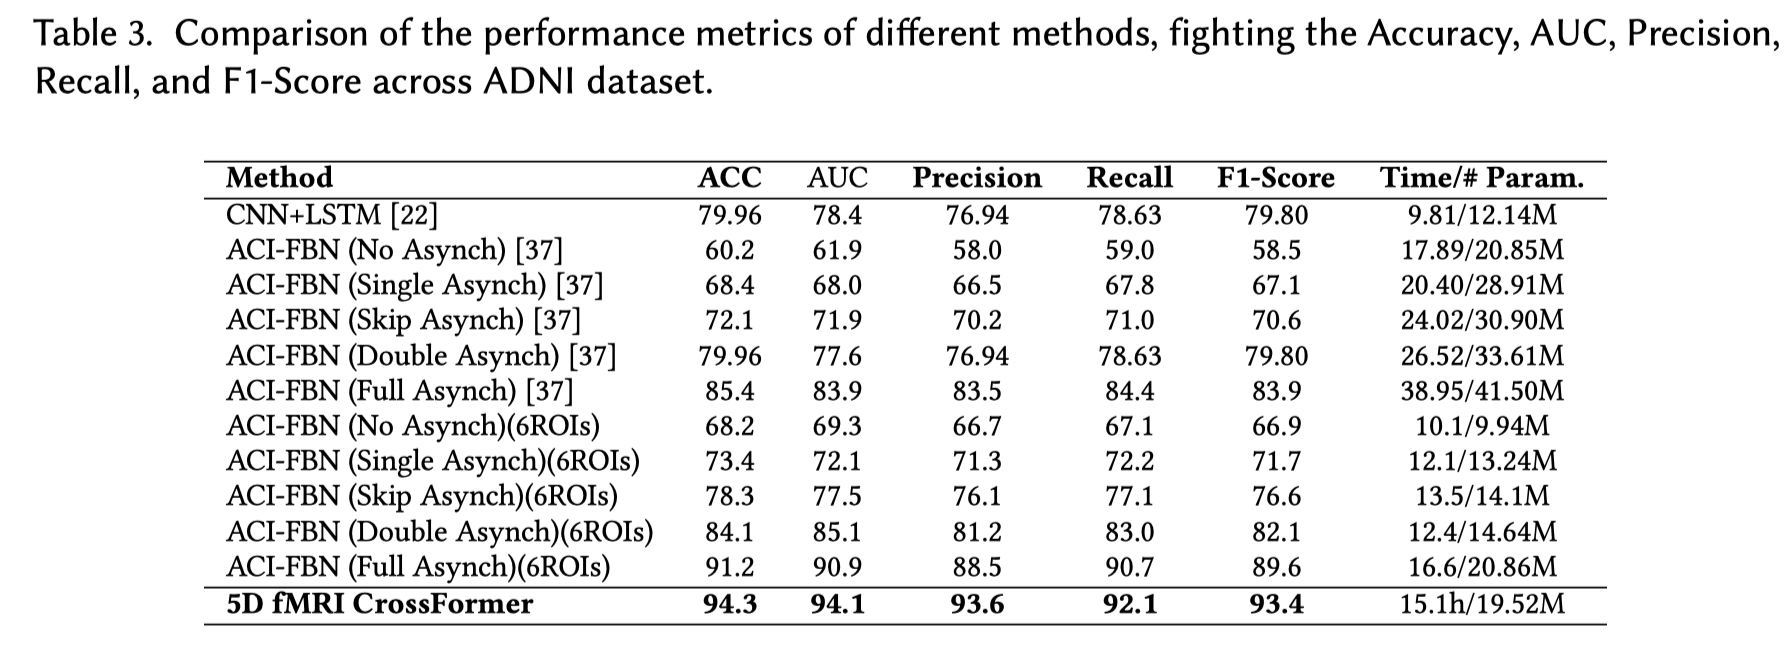 Table 3. Comparison of the performance metrics of different methods, fighting the Accuracy, AUC, Precision,
Recall, and F1-Score across ADNI dataset.
Method ACC AUC Precision Recall F1-Score Time/# Param.
CNN+LSTM [22] 79.96 78.4 76.94 78.63 79.80 9.81/12.14M
ACI-FBN (No Asynch) [37] 60.2 61.9 58.0 59.0 58.5 17.89/20.85M
ACI-FBN (Single Asynch) [37] 68.4 68.0 66.5 67.8 67.1 20.40/28.91M
ACI-FBN (Skip Asynch) [37] 72.1 71.9 70.2 71.0 70.6 24.02/30.90M
ACI-FBN (Double Asynch) [37] 79.96 77.6 76.94 78.63 79.80 26.52/33.61M
ACI-FBN (Full Asynch) [37] 85.4 83.9 83.5 84.4 83.9 38.95/41.50M
ACI-FBN (No Asynch)(6ROIs) 68.2 69.3 66.7 67.1 66.9 10.1/9.94M
ACI-FBN (Single Asynch)(6ROIs) 73.4 72.1 71.3 72.2 71.7 12.1/13.24M
ACI-FBN (Skip Asynch)(6ROIs) 78.3 77.5 76.1 77.1 76.6 13.5/14.1M
ACI-FBN (Double Asynch)(6ROIs) 84.1 85.1 81.2 83.0 82.1 12.4/14.64M
ACI-FBN (Full Asynch)(6ROIs) 91.2 90.9 88.5 90.7 89.6 16.6/20.86M
5D fMRI CrossFormer 94.3 94.1 93.6 92.1 93.4 15.1h/19.52M